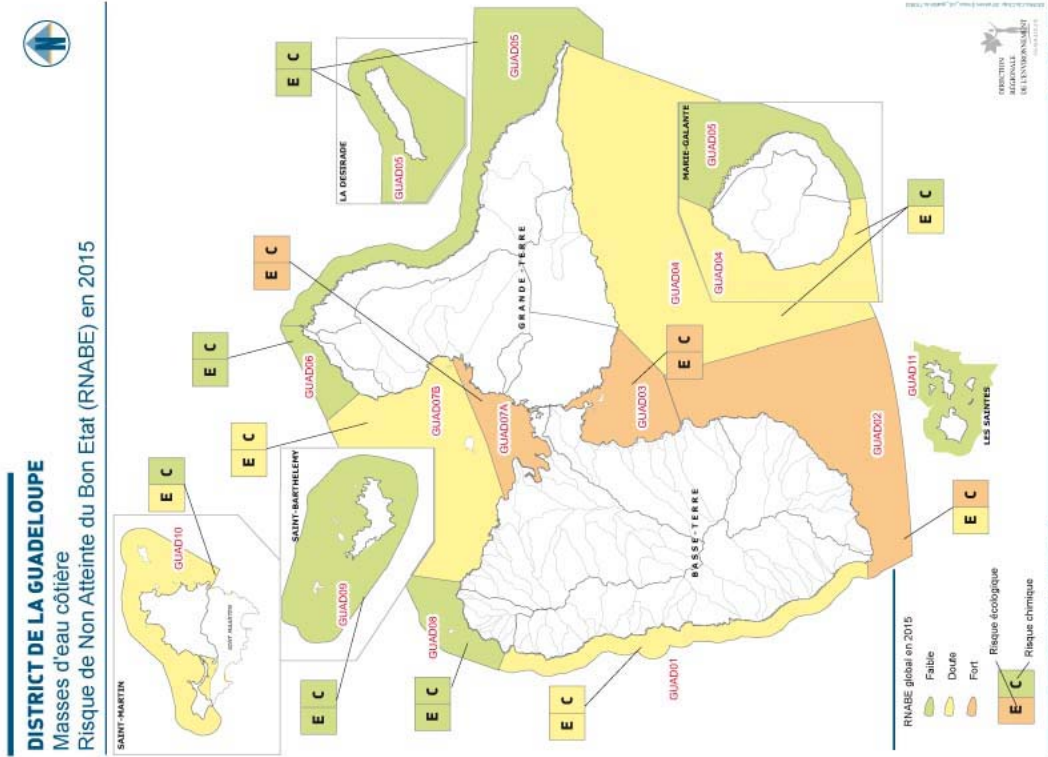 DISTRICT DE LA GUADELOUPE
Masses d'eau côtière
Risque de Non Atteinte du Bon Etat (RNABE) en 2015
N
SAINT-MARTIN
GUAD10
SINT MAARTEN
E C
SAINT-BARTHELEMY
GUAD09
E C
GUAD08
E C
GUAD01
E C
GUAD07B
E C
GUAD06
E C
GUAD07A
E C
LA DESIRADE
GUAD05
GUAD05
E C
GRANDE-TERRE
BASSE-TERRE
GUAD03
E C
GUAD04
MARIE-GALANTE
GUAD05
GUAD04
E C
GUAD02
E C
GUAD11
LES SAINTES
RNABE global en 2015
Faible
Doute
Fort
Risque écologique
E C
Risque chimique
DIRECTION
RÉGIONALE
DE L'ENVIRONNEMENT